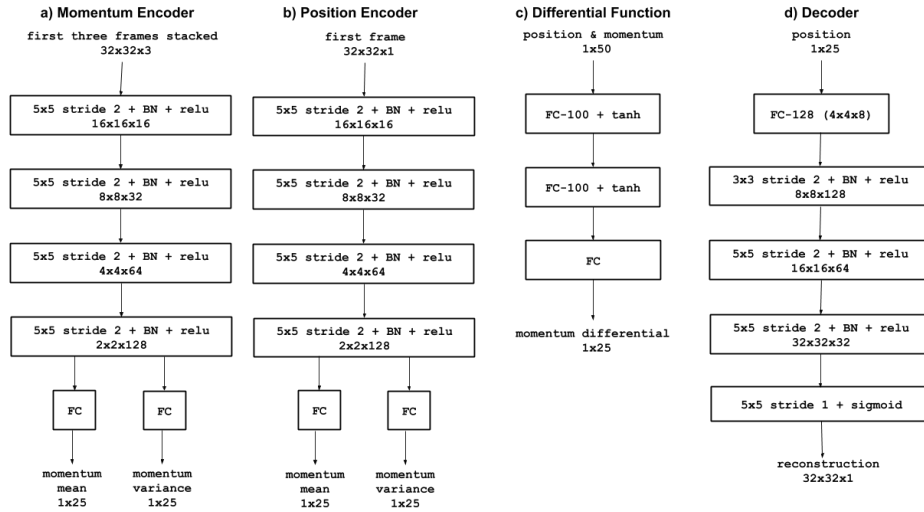 a) Momentum Encoder
first three frames stacked
32x32x3
5x5 stride 2 + BN + relu
16x16x16
5x5 stride 2 + BN + relu
8x8x32
5x5 stride 2 + BN + relu
4x4x64
5x5 stride 2 + BN + relu
2x2x128
FC
FC
momentum
mean
1x25
momentum
variance
1x25
b) Position Encoder
first frame
32x32x1
5x5 stride 2 + BN + relu
16x16x16
5x5 stride 2 + BN + relu
8x8x32
5x5 stride 2 + BN + relu
4x4x64
5x5 stride 2 + BN + relu
2x2x128
FC
FC
momentum
mean
1x25
momentum
variance
1x25
c) Differential Function
position & momentum
1x50
FC-100 + tanh
FC-100 + tanh
FC
momentum differential
1x25
d) Decoder
position
1x25
FC-128 (4x4x8)
3x3 stride 2 + BN + relu
8x8x128
5x5 stride 2 + BN + relu
16x16x64
5x5 stride 2 + BN + relu
32x32x32
5x5 stride 1 + sigmoid
reconstruction
32x32x1